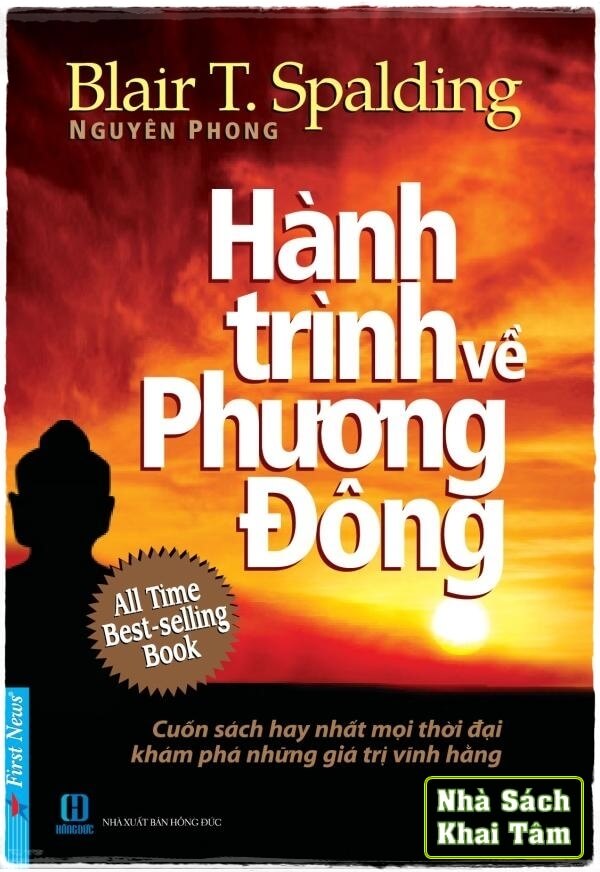 Blair T. Spalding
NGUYÊN PHONG
Hành
trình về
Phương
Đông
All Time
Best-selling
Book
Cuốn sách hay nhất mọi thời đại
khám phá những giá trị vĩnh hằng
First News
H
HỒNG ĐỨC
NHÀ XUẤT BẢN HỒNG ĐỨC
Nhà Sách
Khai Tâm